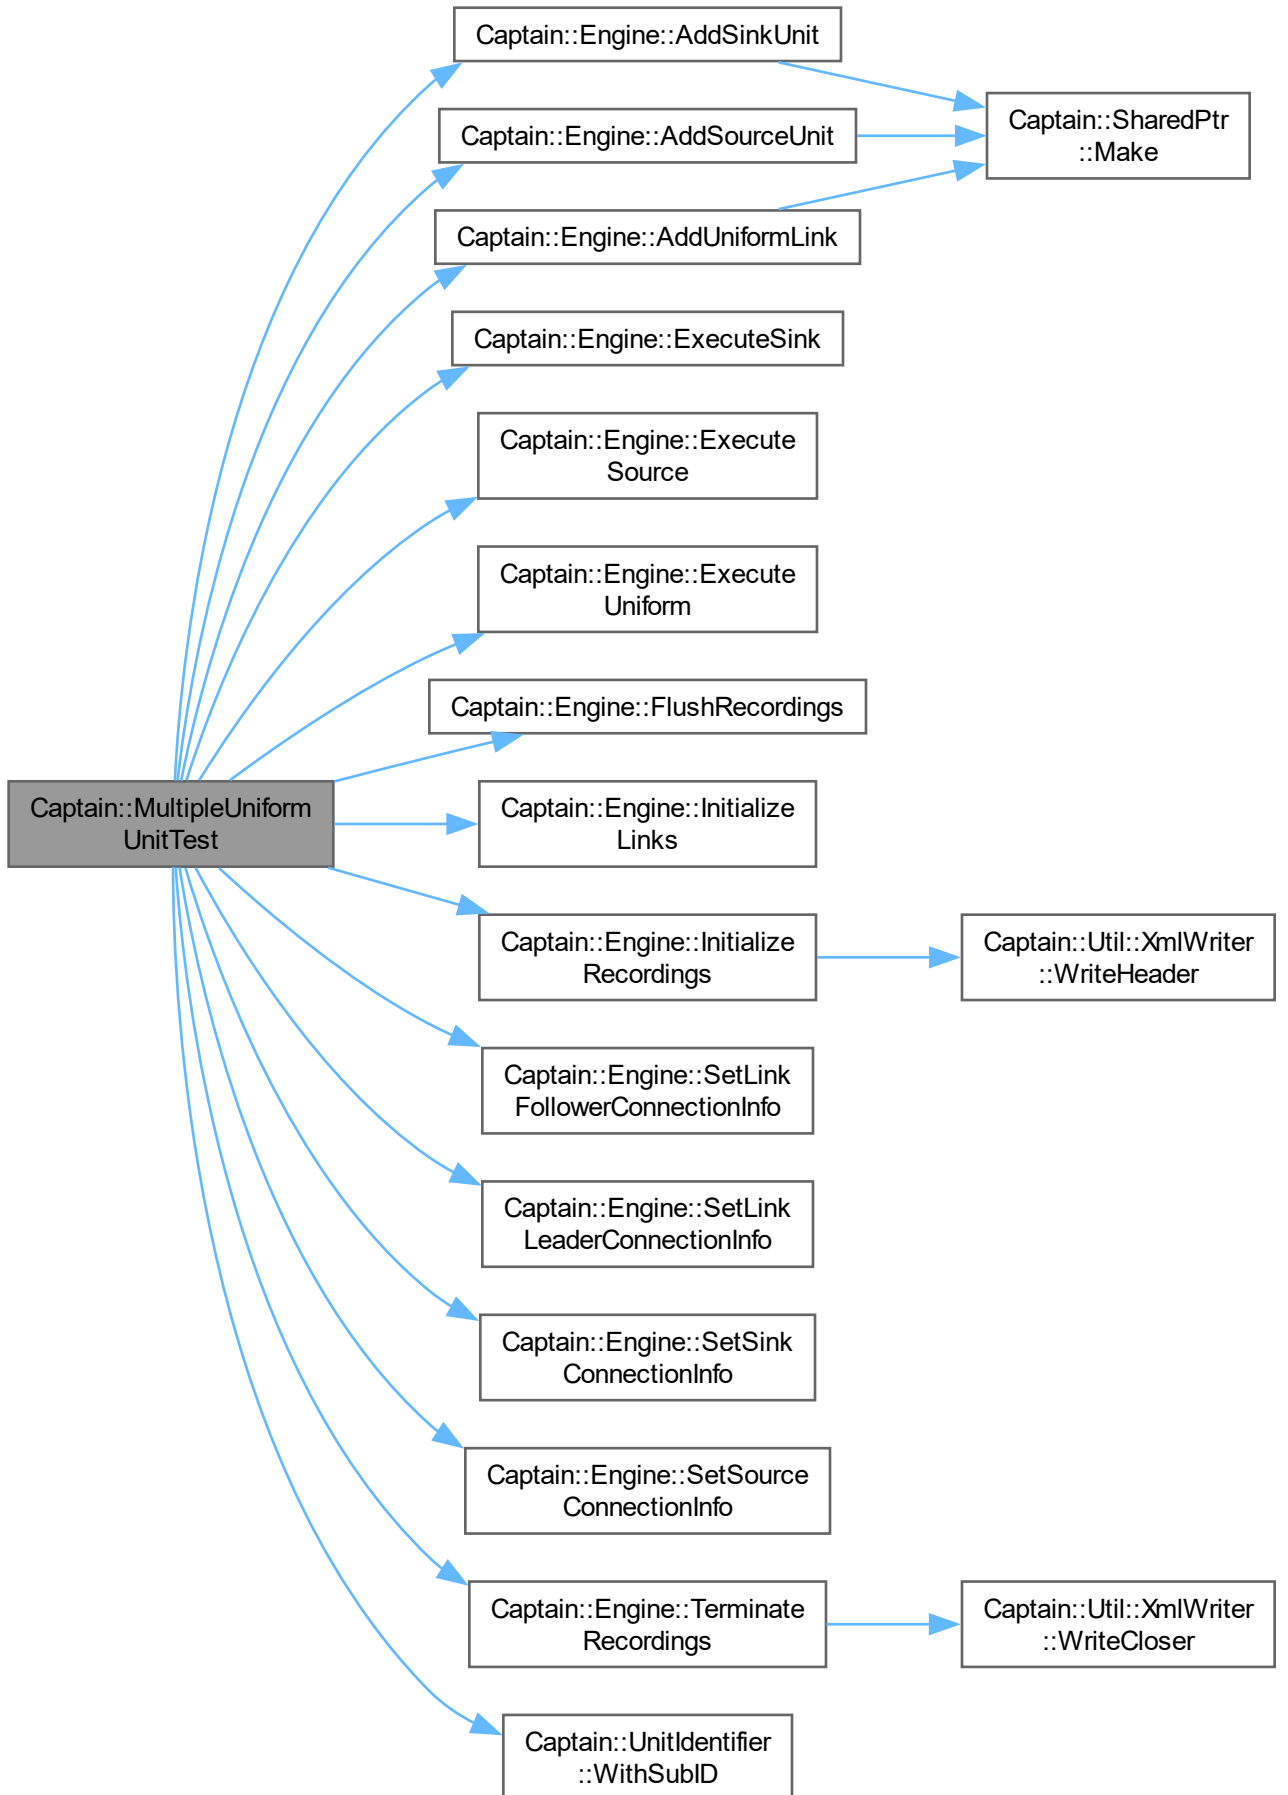 Captain::Engine::AddSinkUnit
Captain::Engine::AddSourceUnit
Captain::SharedPtr
::Make
Captain::Engine::AddUniformLink
Captain::Engine::ExecuteSink
Captain::Engine::Execute
Source
Captain::Engine::Execute
Uniform
Captain::Engine::FlushRecordings
Captain::MultipleUniform
UnitTest
Captain::Engine::Initialize
Links
Captain::Engine::Initialize
Recordings
Captain::Util::XmlWriter
::WriteHeader
Captain::Engine::SetLink
FollowerConnectionInfo
Captain::Engine::SetLink
LeaderConnectionInfo
Captain::Engine::SetSink
ConnectionInfo
Captain::Engine::SetSource
ConnectionInfo
Captain::Engine::Terminate
Recordings
Captain::Util::XmlWriter
::WriteCloser
Captain::UnitIdentifier
::WithSubID